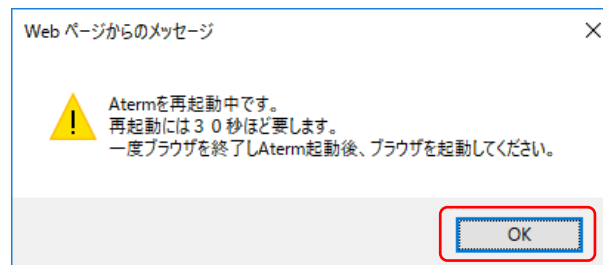 Web ページからのメッセージ
Atermを再起動中です。
再起動には３０秒ほど要します。
一度ブラウザを終了しAterm起動後、ブラウザを起動してください。
OK